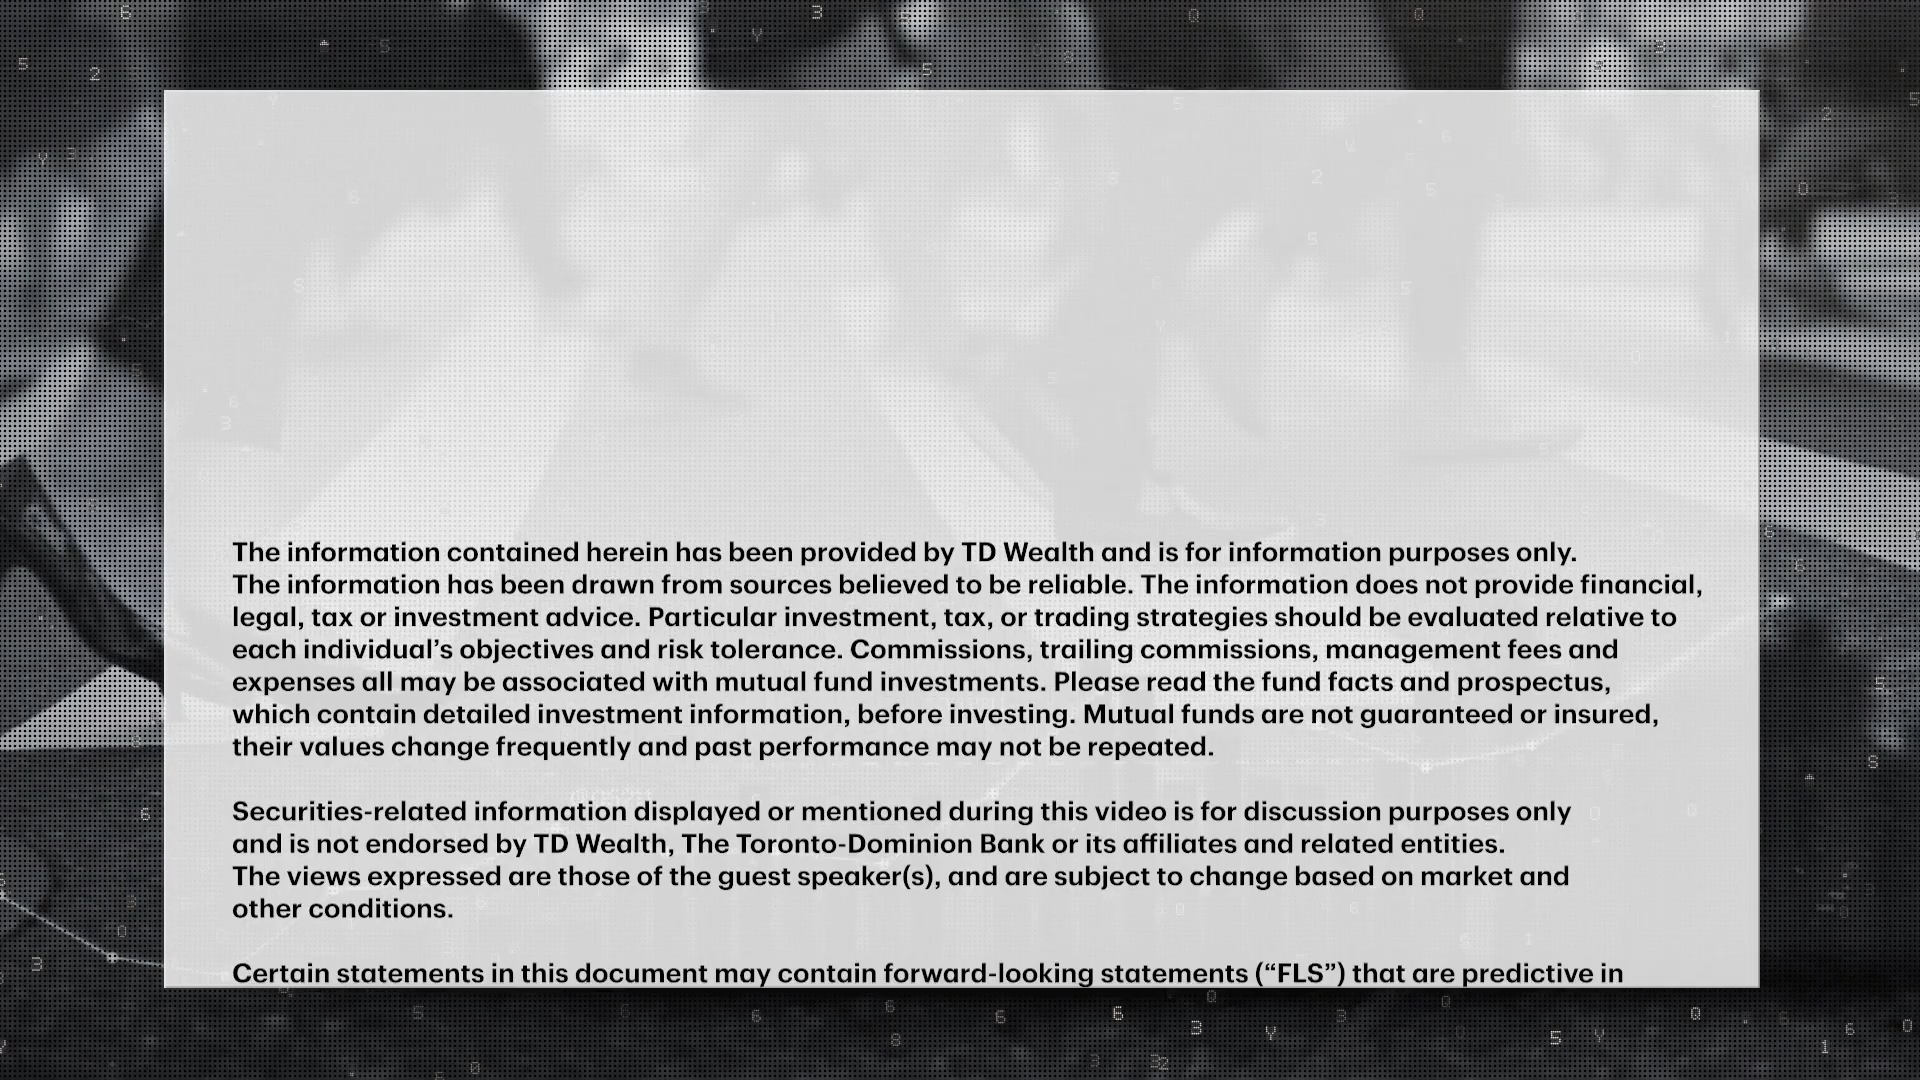 The information contained herein has been provided by TD Wealth and is for information purposes only.
The information has been drawn from sources believed to be reliable. The information does not provide financial,
legal, tax or investment advice. Particular investment, tax, or trading strategies should be evaluated relative to
each individual’s objectives and risk tolerance. Commissions, trailing commissions, management fees and
expenses all may be associated with mutual fund investments. Please read the fund facts and prospectus,
which contain detailed investment information, before investing. Mutual funds are not guaranteed or insured,
their values change frequently and past performance may not be repeated.
Securities-related information displayed or mentioned during this video is for discussion purposes only
and is not endorsed by TD Wealth, The Toronto-Dominion Bank or its affiliates and related entities.
The views expressed are those of the guest speaker(s), and are subject to change based on market and
other conditions.
Certain statements in this document may contain forward-looking statements (“FLS”) that are predictive in